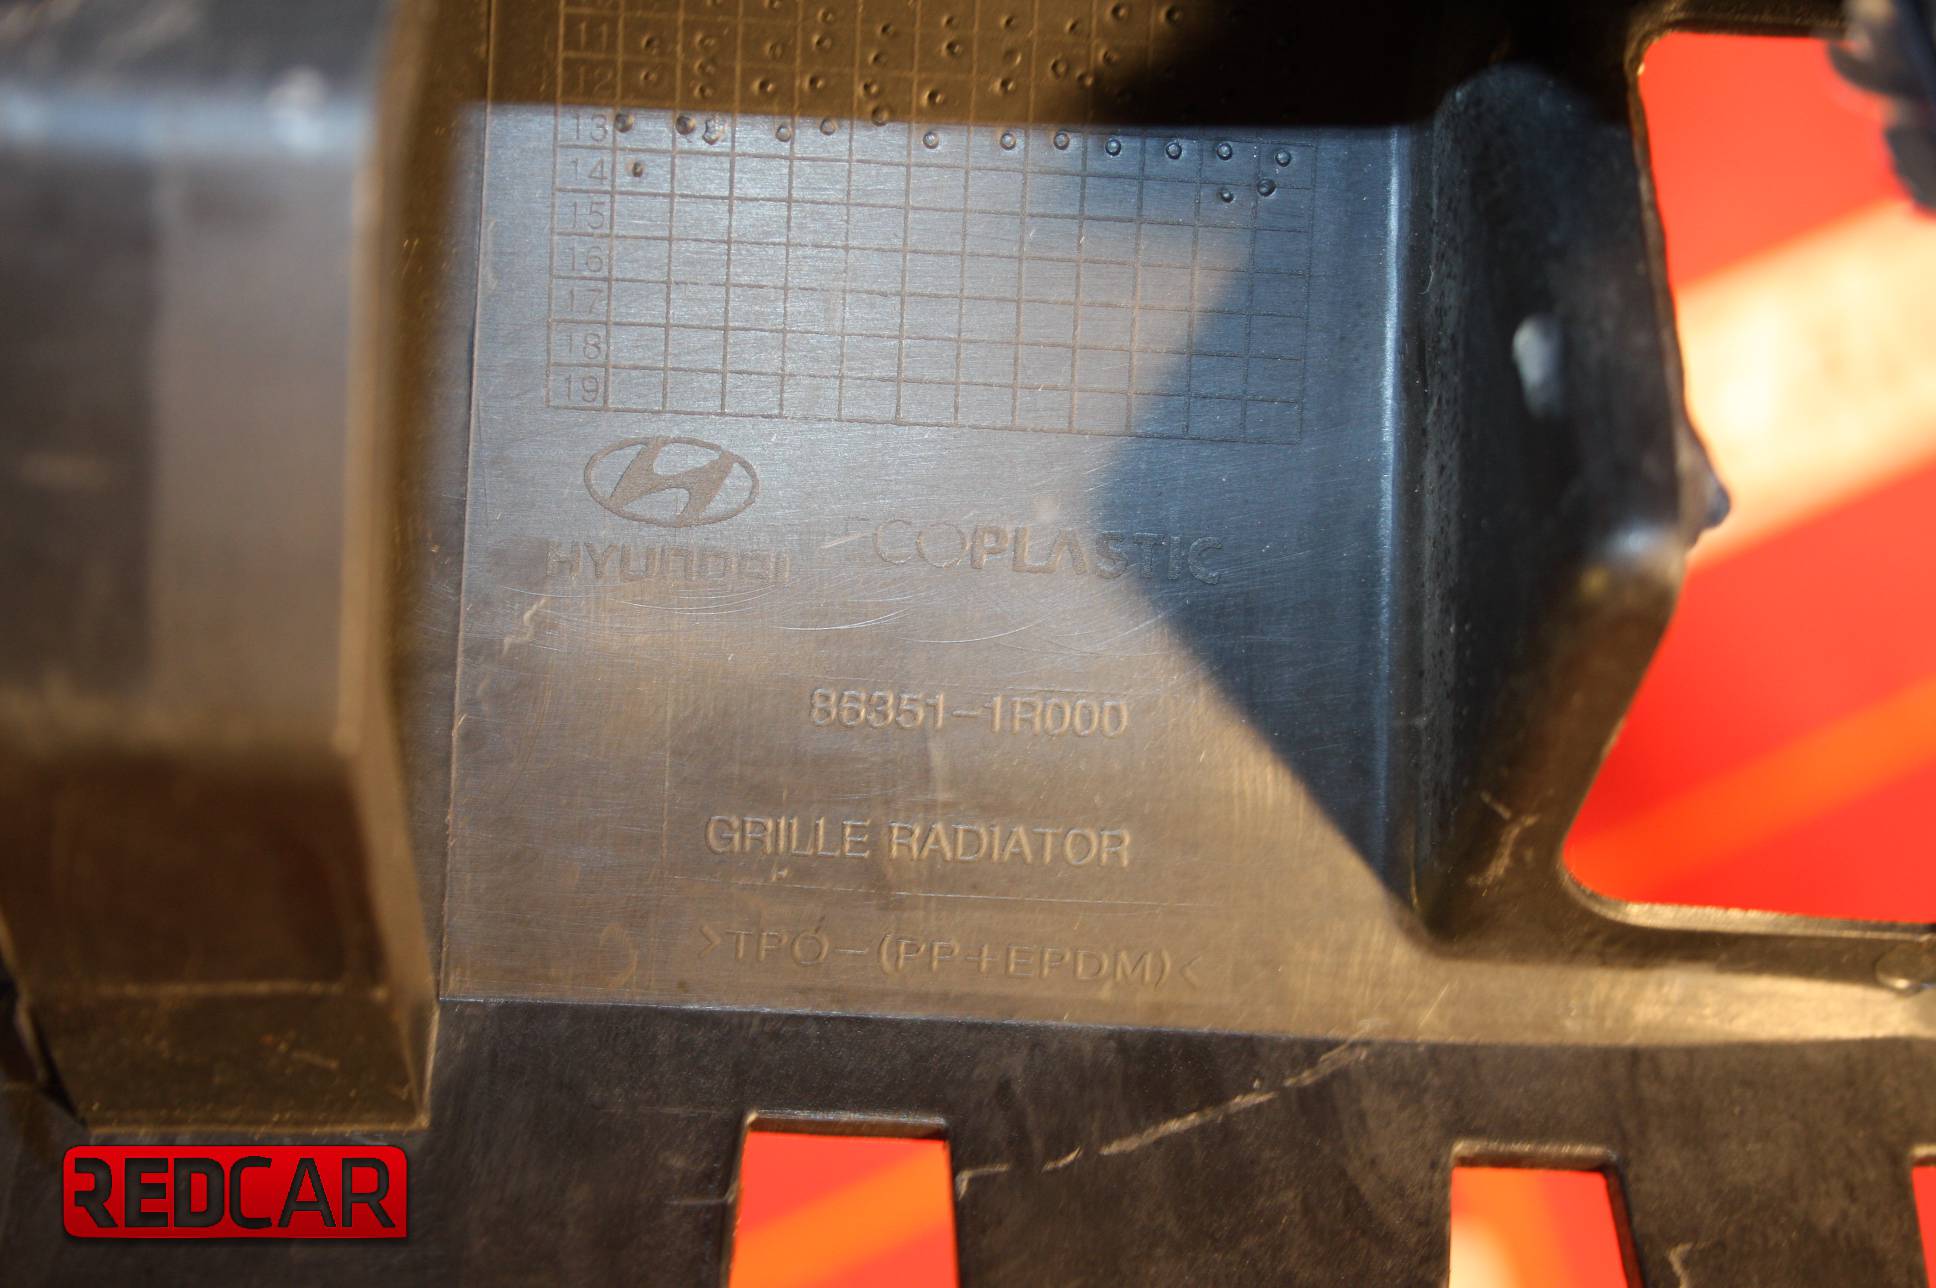 11
12
13
14
15
16
17
18
19
HYUNDAI ECOPLASTIC
86351-1R000
GRILLE RADIATOR
>TPO-(PP+EPDM)<
REDCAR